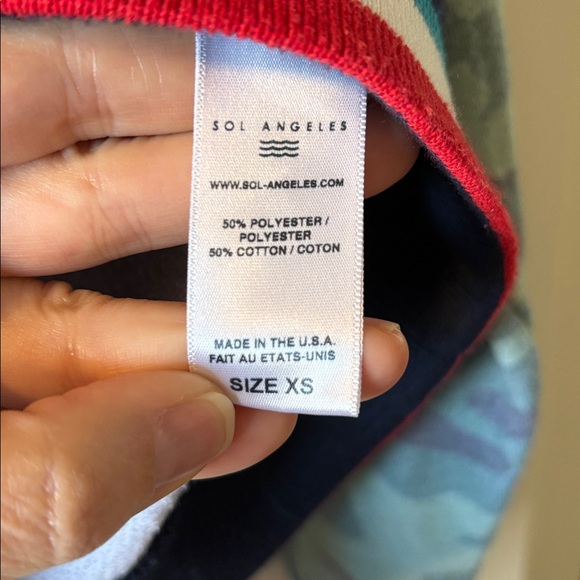 SOL ANGELES
WWW.SOL-ANGELES.COM
50% POLYESTER /
POLYESTER
50% COTTON / COTON
MADE IN THE U.S.A.
FAIT AU ETATS-UNIS
SIZE XS